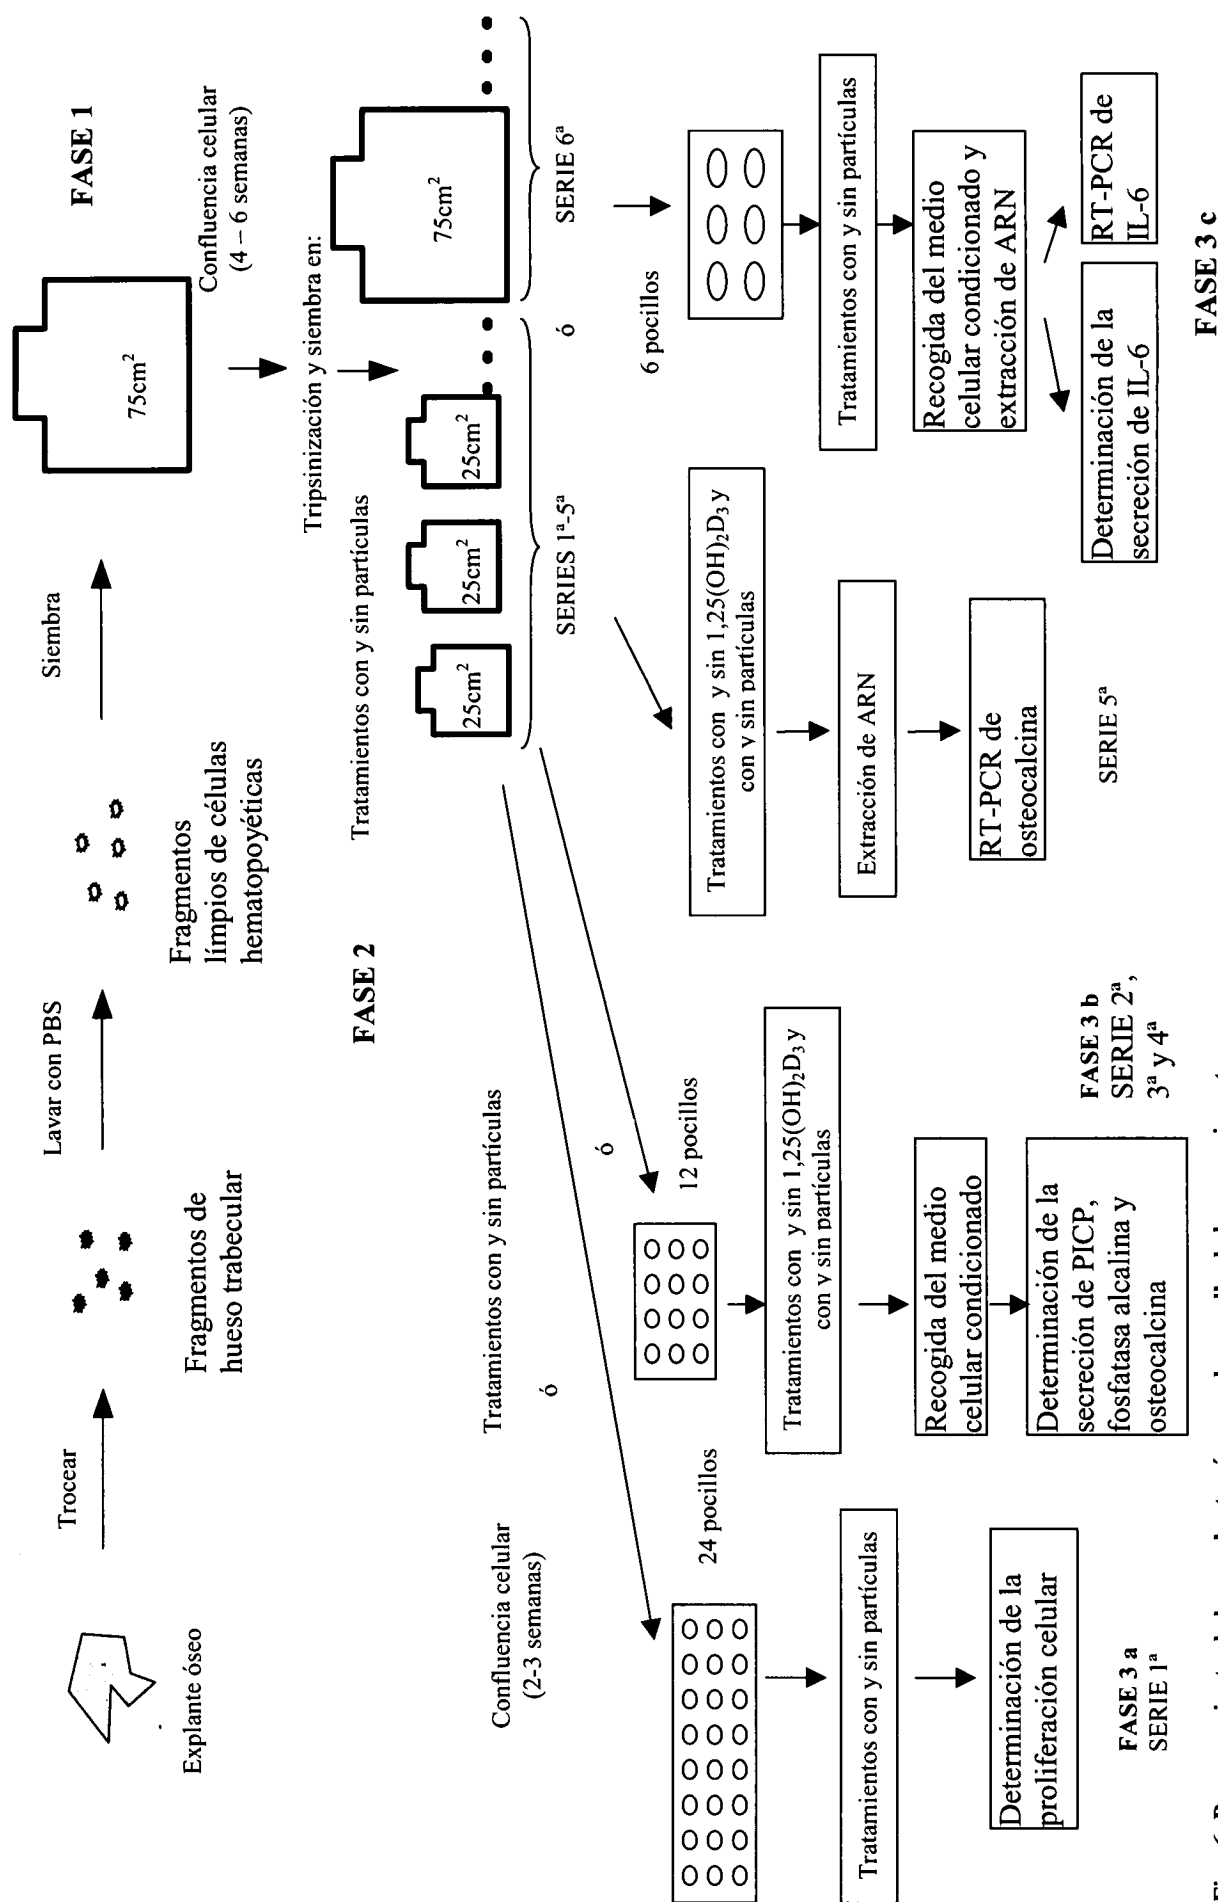 Explante óseo
Trocear
Fragmentos de
hueso trabecular
Lavar con PBS
Fragmentos
límpios de células
hematopoyéticas
Siembra
75cm²
FASE 1
Confluencia celular
(4 – 6 semanas)
Tripsinización y siembra en:
FASE 2
Tratamientos con y sin partículas
25cm²
25cm²
25cm²
SERIES 1ª-5ª
ó
75cm²
SERIE 6ª
Confluencia celular
(2-3 semanas)
Tratamientos con y sin partículas
ó
ó
24 pocillos
Tratamientos con y sin partículas
Determinación de la
proliferación celular
FASE 3 a
SERIE 1ª
12 pocillos
Tratamientos con y sin 1,25(OH)₂D₃ y
con y sin partículas
Recogida del medio
celular condicionado
Determinación de la
secreción de PICP,
fosfatasa alcalina y
osteocalcina
FASE 3 b
SERIE 2ª,
3ª y 4ª
Tratamientos con y sin 1,25(OH)₂D₃ y
con y sin partículas
Extracción de ARN
RT-PCR de
osteocalcina
SERIE 5ª
6 pocillos
Tratamientos con y sin partículas
Recogida del medio
celular condicionado y
extracción de ARN
Determinación de la
secreción de IL-6
RT-PCR de
IL-6
FASE 3 c